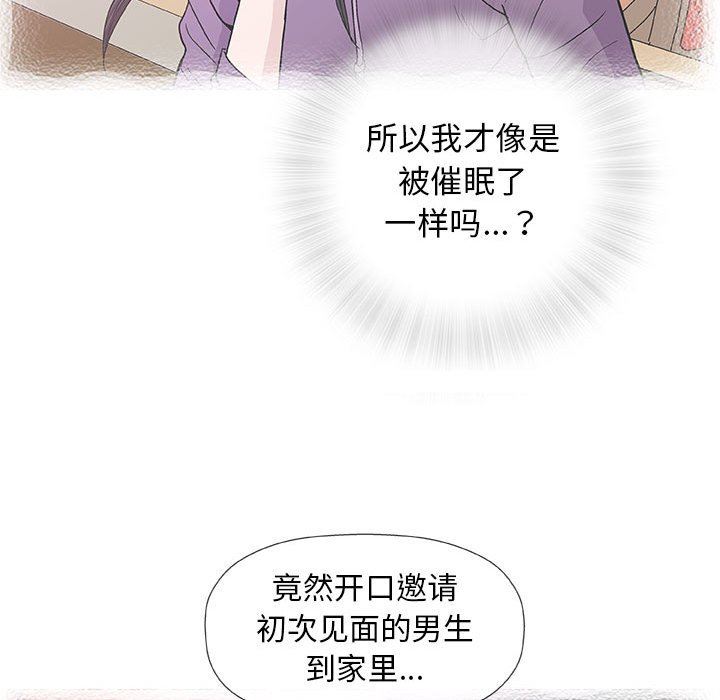 所以我才像是
被催眠了
一样吗...？
竟然开口邀请
初次见面的男生
到家里...